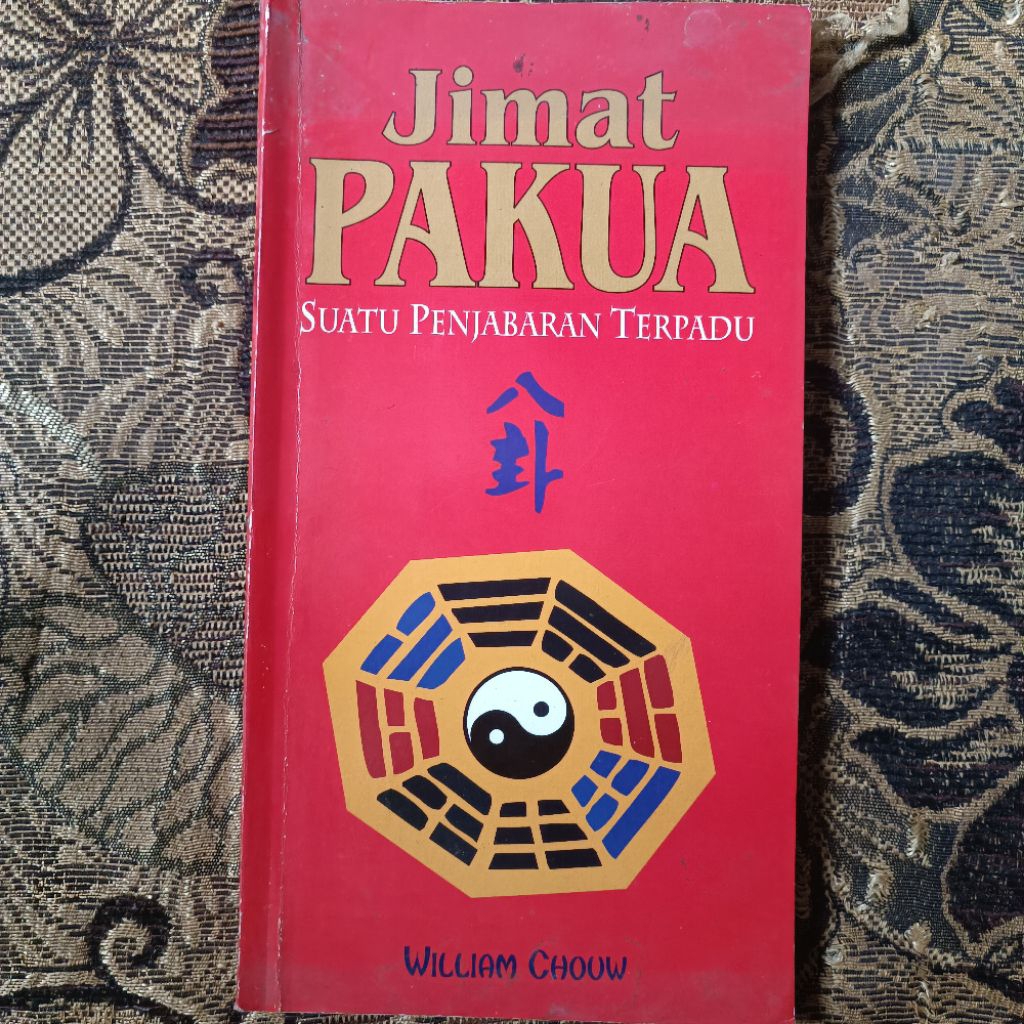 Jimat
PAKUA
SUATU PENJABARAN TERPADU
八
卦
WILLIAM CHOUW